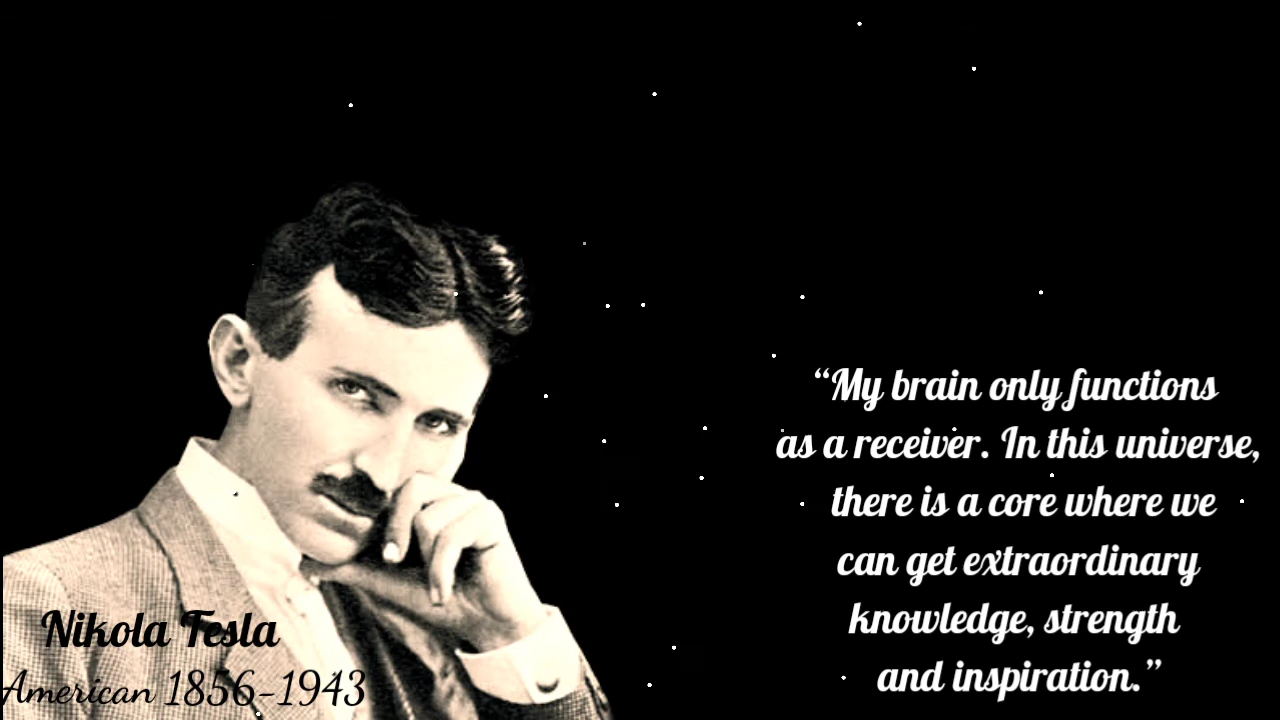 “My brain only functions
as a receiver. In this universe,
there is a core where we
can get extraordinary
knowledge, strength
and inspiration.”
Nikola Tesla
American 1856-1943